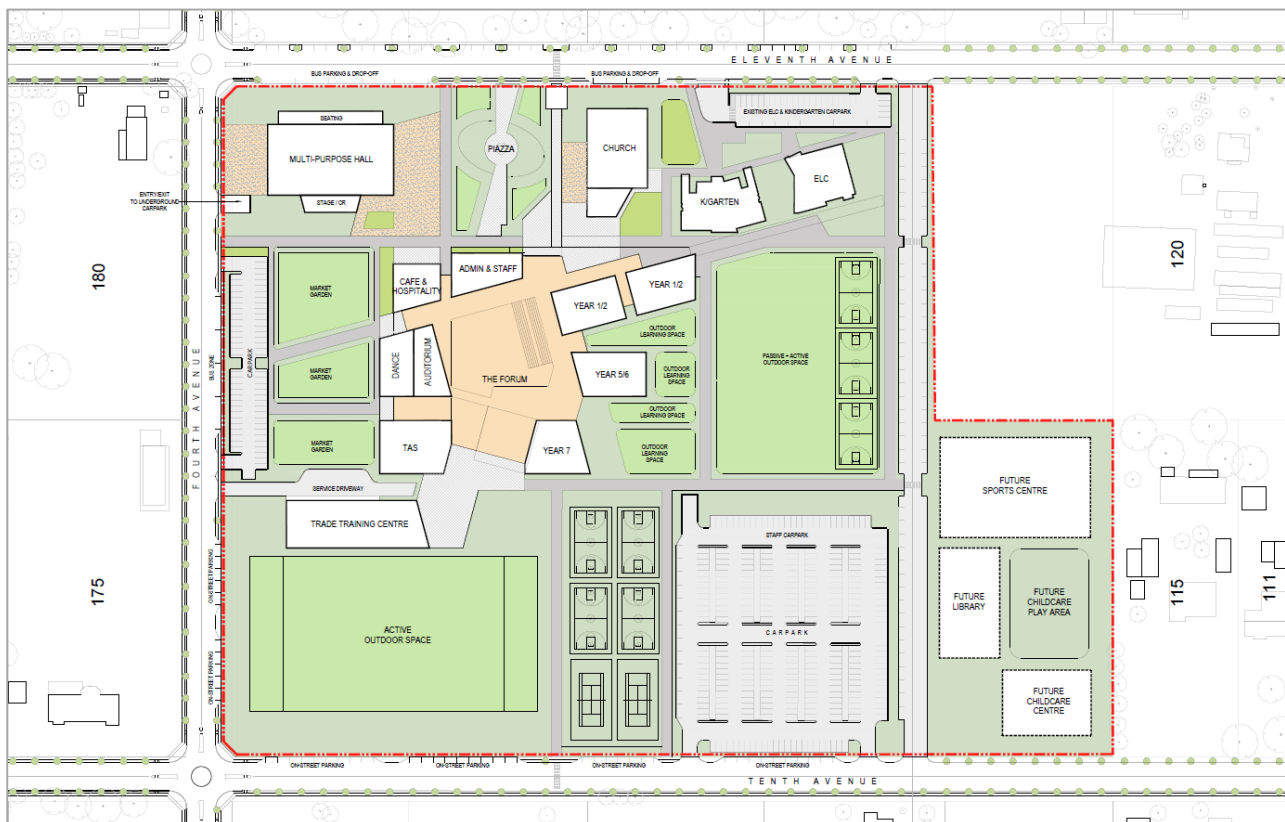 ELEVENTH AVENUE
BUS PARKING & DROP-OFF
BUS PARKING & DROP-OFF
EXISTING ELC & KINDERGARTEN CARPARK
SEATING
MULTI-PURPOSE HALL
STAGE / CR
PIAZZA
CHURCH
K/GARTEN
ELC
ENTRY/EXIT
TO UNDERGROUND
CARPARK
180
120
FOURTH AVENUE
BUS ZONE
CARPARK
MARKET
GARDEN
MARKET
GARDEN
MARKET
GARDEN
CAFE &
HOSPITALITY
ADMIN & STAFF
YEAR 1/2
YEAR 1/2
OUTDOOR
LEARNING SPACE
DANCE
AUDITORIUM
THE FORUM
YEAR 5/6
OUTDOOR
LEARNING
SPACE
OUTDOOR
LEARNING SPACE
OUTDOOR
LEARNING
SPACE
PASSIVE + ACTIVE
OUTDOOR SPACE
TAS
YEAR 7
SERVICE DRIVEWAY
TRADE TRAINING CENTRE
STAFF CARPARK
CARPARK
FUTURE
SPORTS CENTRE
FUTURE
LIBRARY
FUTURE
CHILDCARE
PLAY AREA
FUTURE
CHILDCARE
CENTRE
175
115
111
ON-STREET PARKING
ON-STREET PARKING
ACTIVE
OUTDOOR SPACE
ON-STREET PARKING
ON-STREET PARKING
ON-STREET PARKING
ON-STREET PARKING
TENTH AVENUE